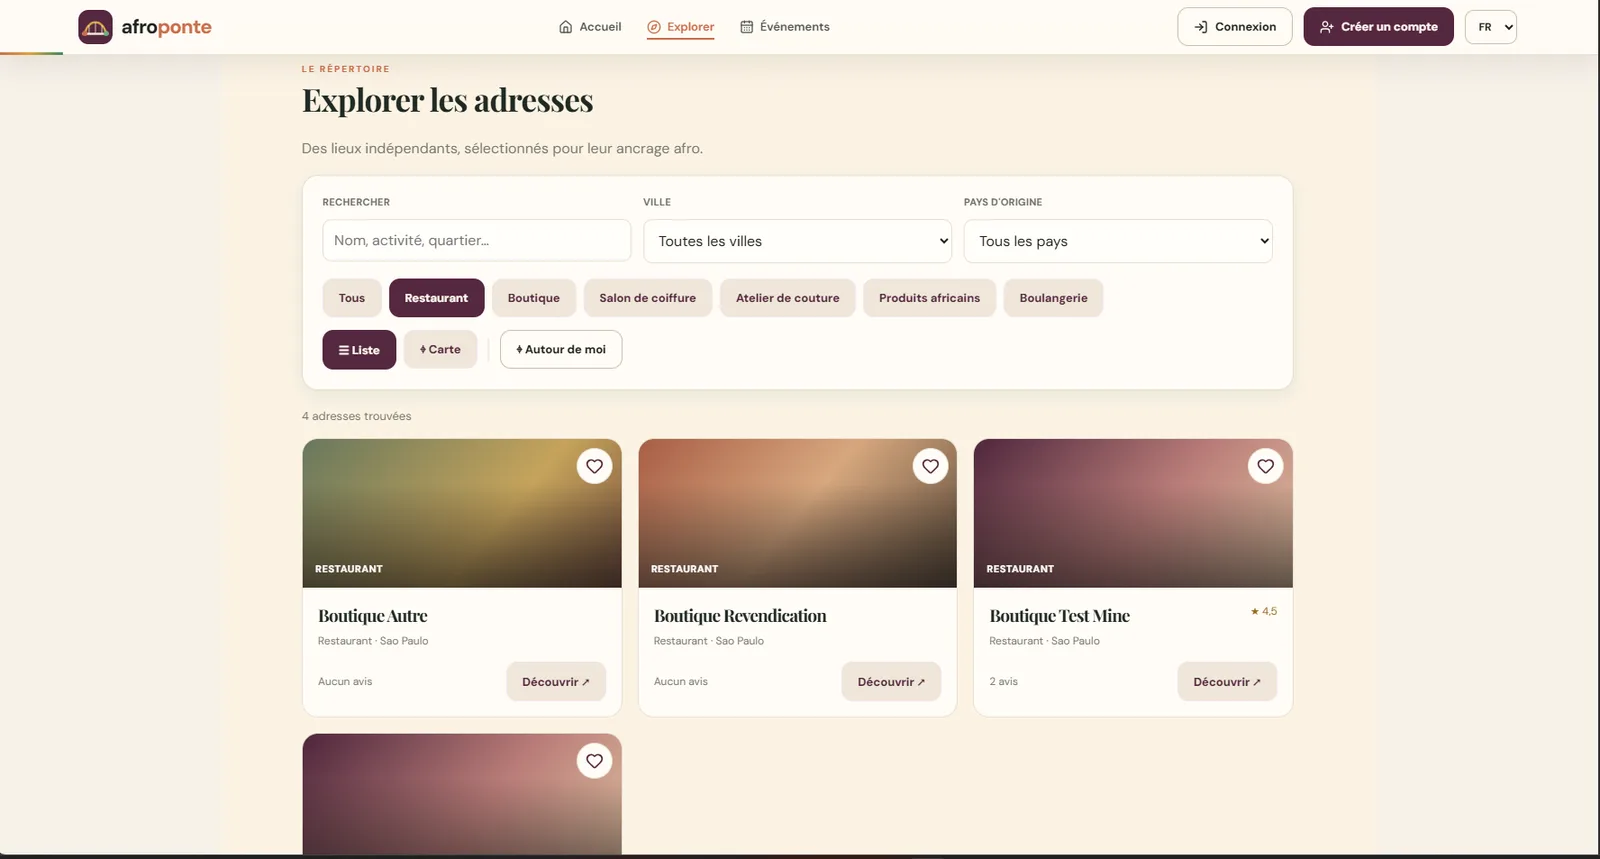 afroponte
Accueil
Explorer
Événements
Connexion
Créer un compte
FR
LE RÉPERTOIRE
Explorer les adresses
Des lieux indépendants, sélectionnés pour leur ancrage afro.
RECHERCHER
VILLE
PAYS D'ORIGINE
Nom, activité, quartier…
Toutes les villes
Tous les pays
Tous
Restaurant
Boutique
Salon de coiffure
Atelier de couture
Produits africains
Boulangerie
☰ Liste
Carte
Autour de moi
4 adresses trouvées
RESTAURANT
Boutique Autre
Restaurant · Sao Paulo
Aucun avis
Découvrir ↗
RESTAURANT
Boutique Revendication
Restaurant · Sao Paulo
Aucun avis
Découvrir ↗
RESTAURANT
Boutique Test Mine
★ 4,5
Restaurant · Sao Paulo
2 avis
Découvrir ↗